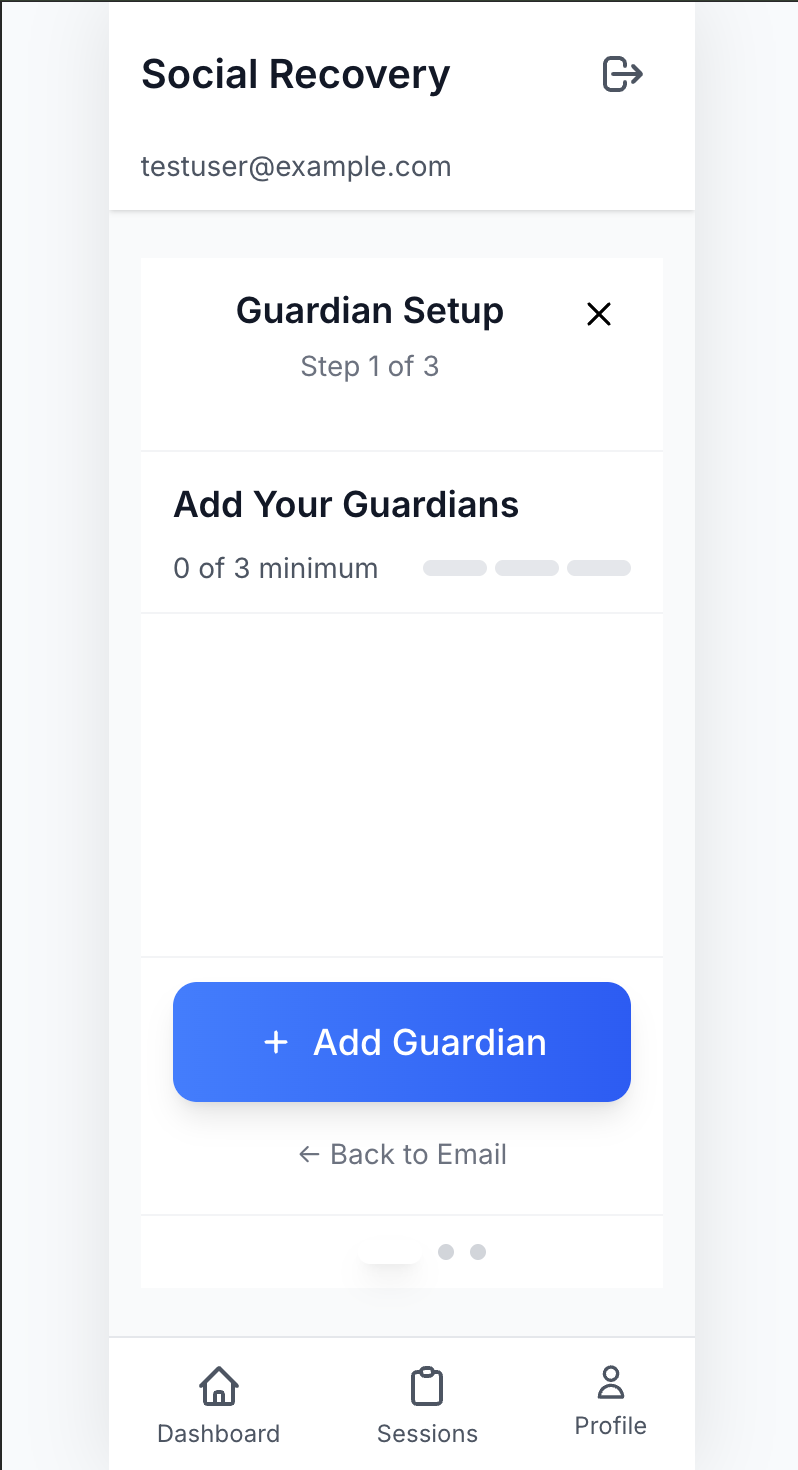 Social Recovery
testuser@example.com
Guardian Setup
Step 1 of 3
Add Your Guardians
0 of 3 minimum
+ Add Guardian
← Back to Email
Dashboard
Sessions
Profile